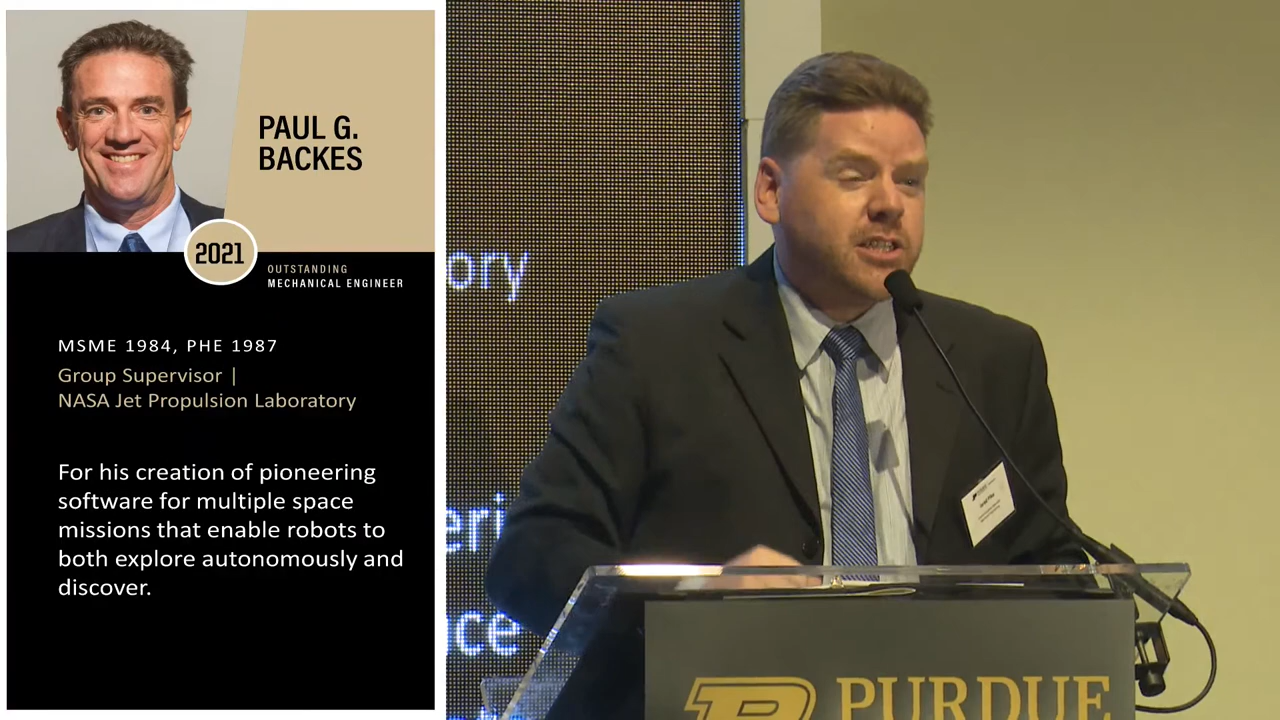 PAUL G.
BACKES
2021
OUTSTANDING
MECHANICAL ENGINEER
MSME 1984, PHE 1987
Group Supervisor |
NASA Jet Propulsion Laboratory
For his creation of pioneering
software for multiple space
missions that enable robots to
both explore autonomously and
discover.
ory
eri
ace
PURDUE